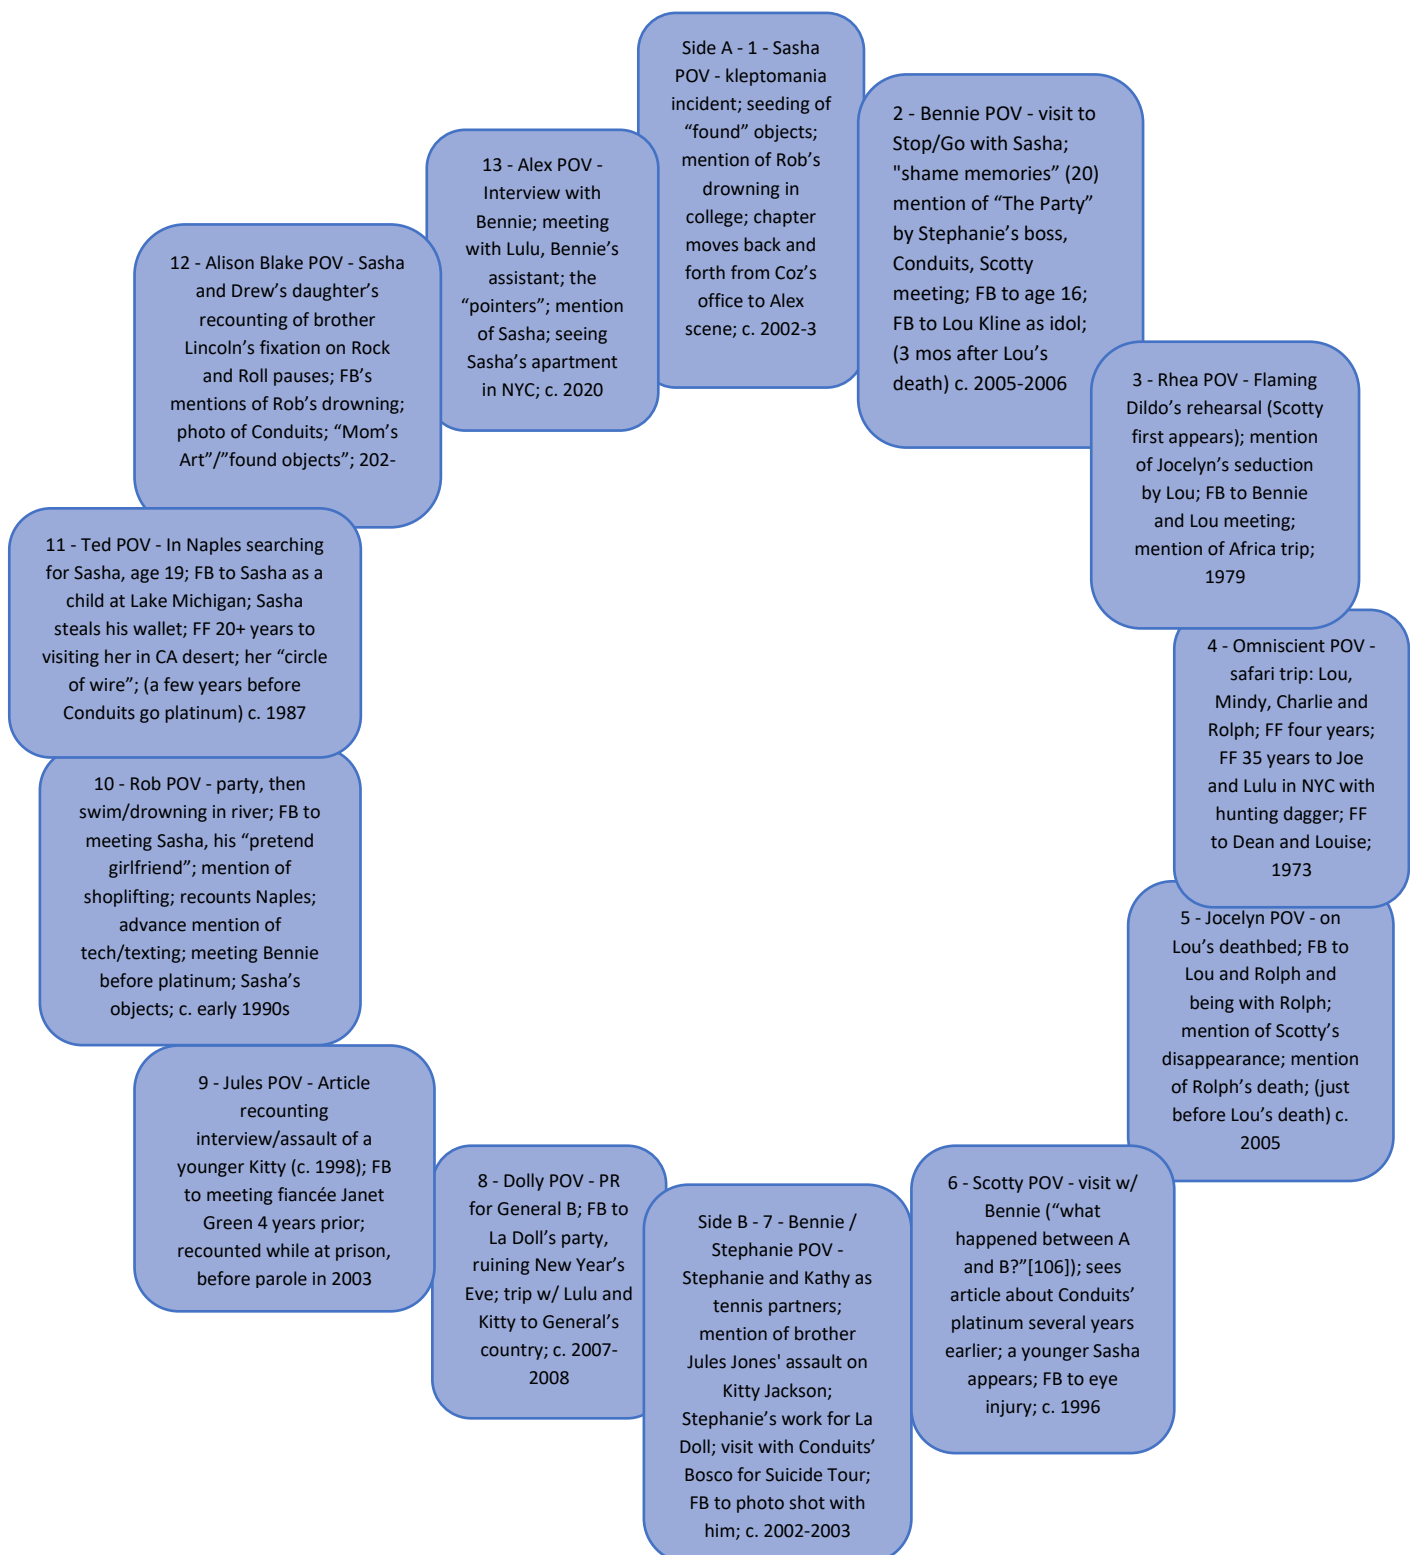 Side A - 1 - Sasha
POV - kleptomania
incident; seeding of
“found” objects;
mention of Rob’s
drowning in
college; chapter
moves back and
forth from Coz’s
office to Alex
scene; c. 2002-3
2 - Bennie POV - visit to
Stop/Go with Sasha;
"shame memories” (20)
mention of “The Party”
by Stephanie’s boss,
Conduits, Scotty
meeting; FB to age 16;
FB to Lou Kline as idol;
(3 mos after Lou’s
death) c. 2005-2006
3 - Rhea POV - Flaming
Dildo’s rehearsal (Scotty
first appears); mention
of Jocelyn’s seduction
by Lou; FB to Bennie
and Lou meeting;
mention of Africa trip;
1979
4 - Omniscient POV -
safari trip: Lou,
Mindy, Charlie and
Rolph; FF four years;
FF 35 years to Joe
and Lulu in NYC with
hunting dagger; FF
to Dean and Louise;
1973
5 - Jocelyn POV - on
Lou’s deathbed; FB to
Lou and Rolph and
being with Rolph;
mention of Scotty’s
disappearance; mention
of Rolph’s death; (just
before Lou’s death) c.
2005
6 - Scotty POV - visit w/
Bennie (“what
happened between A
and B?”[106]); sees
article about Conduits’
platinum several years
earlier; a younger Sasha
appears; FB to eye
injury; c. 1996
Side B - 7 - Bennie /
Stephanie POV -
Stephanie and Kathy as
tennis partners;
mention of brother
Jules Jones' assault on
Kitty Jackson;
Stephanie’s work for La
Doll; visit with Conduits’
Bosco for Suicide Tour;
FB to photo shot with
him; c. 2002-2003
8 - Dolly POV - PR
for General B; FB to
La Doll’s party,
ruining New Year’s
Eve; trip w/ Lulu and
Kitty to General’s
country; c. 2007-
2008
9 - Jules POV - Article
recounting
interview/assault of a
younger Kitty (c. 1998); FB
to meeting fiancée Janet
Green 4 years prior;
recounted while at prison,
before parole in 2003
10 - Rob POV - party, then
swim/drowning in river; FB to
meeting Sasha, his “pretend
girlfriend”; mention of
shoplifting; recounts Naples;
advance mention of
tech/texting; meeting Bennie
before platinum; Sasha’s
objects; c. early 1990s
11 - Ted POV - In Naples searching
for Sasha, age 19; FB to Sasha as a
child at Lake Michigan; Sasha
steals his wallet; FF 20+ years to
visiting her in CA desert; her “circle
of wire”; (a few years before
Conduits go platinum) c. 1987
12 - Alison Blake POV - Sasha
and Drew’s daughter’s
recounting of brother
Lincoln’s fixation on Rock
and Roll pauses; FB’s
mentions of Rob’s drowning;
photo of Conduits; “Mom’s
Art”/”found objects”; 202-
13 - Alex POV -
Interview with
Bennie; meeting
with Lulu, Bennie’s
assistant; the
“pointers”; mention
of Sasha; seeing
Sasha’s apartment
in NYC; c. 2020